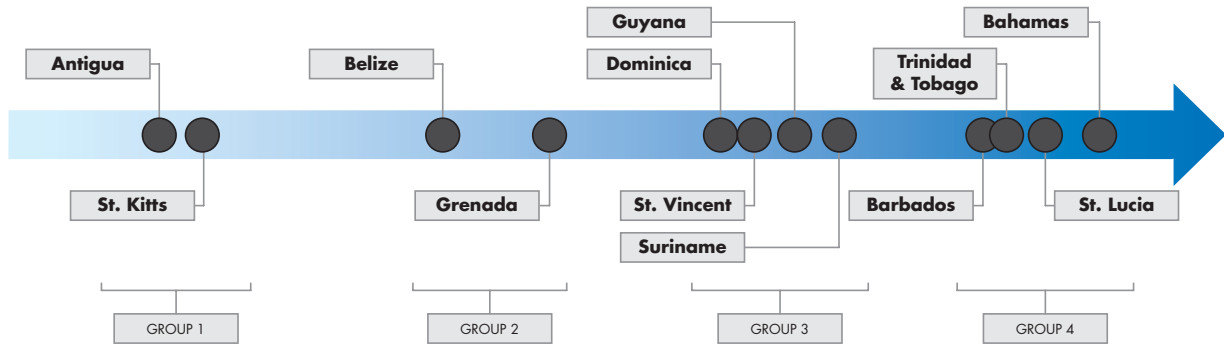 Guyana
Bahamas
Antigua
Belize
Dominica
Trinidad
& Tobago
St. Kitts
Grenada
St. Vincent
Barbados
St. Lucia
Suriname
GROUP 1
GROUP 2
GROUP 3
GROUP 4